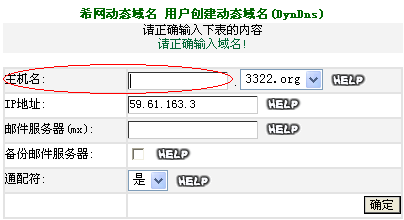 希网动态域名 用户创建动态域名(DynDns)
请正确输入下表的内容
请正确输入域名!
主机名: . 3322.org HELP
IP地址: 59.61.163.3 HELP
邮件服务器(mx): HELP
备份邮件服务器: HELP
通配符: 是 HELP
确定